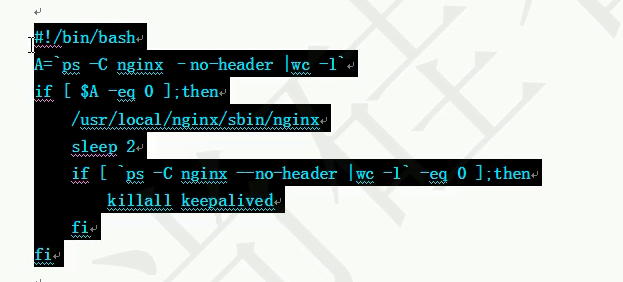 #!/bin/bash
A=`ps -C nginx –no-header |wc -l`
if [ $A -eq 0 ];then
/usr/local/nginx/sbin/nginx
sleep 2
if [ `ps -C nginx --no-header |wc -l` -eq 0 ];then
killall keepalived
fi
fi